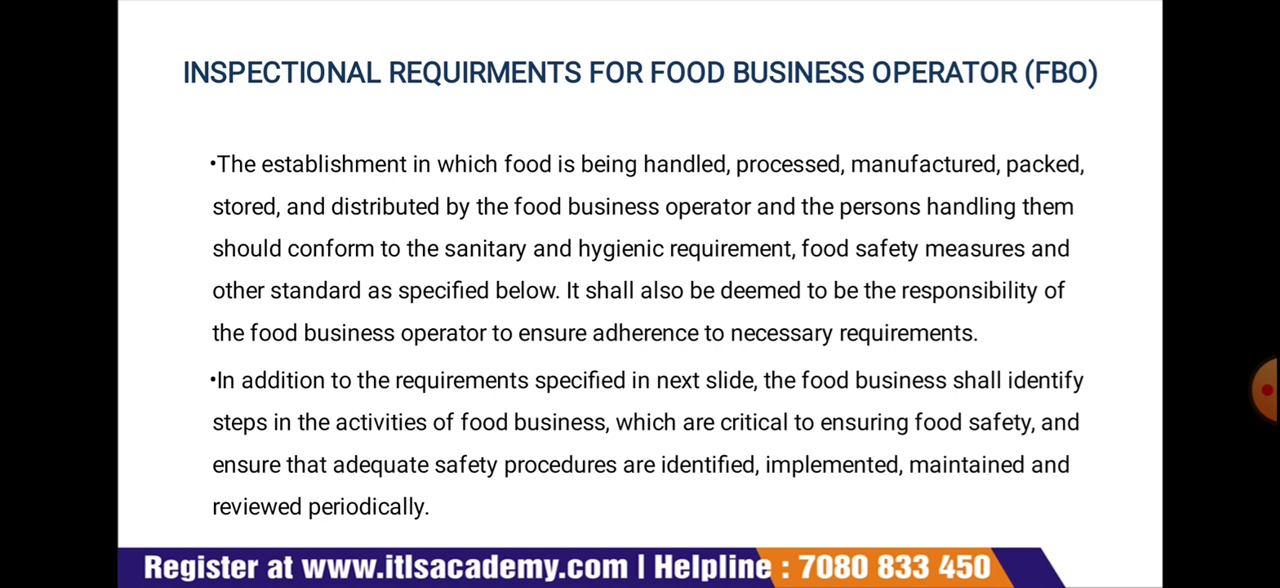 INSPECTIONAL REQUIRMENTS FOR FOOD BUSINESS OPERATOR (FBO)
•The establishment in which food is being handled, processed, manufactured, packed,
stored, and distributed by the food business operator and the persons handling them
should conform to the sanitary and hygienic requirement, food safety measures and
other standard as specified below. It shall also be deemed to be the responsibility of
the food business operator to ensure adherence to necessary requirements.
•In addition to the requirements specified in next slide, the food business shall identify
steps in the activities of food business, which are critical to ensuring food safety, and
ensure that adequate safety procedures are identified, implemented, maintained and
reviewed periodically.
Register at www.itlsacademy.com | Helpline : 7080 833 450